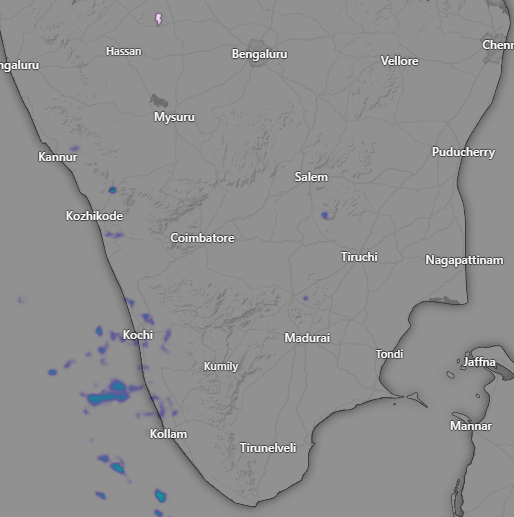 Hassan
Bengaluru
Chenn
ngaluru
Vellore
Mysuru
Kannur
Puducherry
Salem
Kozhikode
Coimbatore
Tiruchi
Nagapattinam
Kochi
Madurai
Tondi
Jaffna
Kumily
Mannar
Kollam
Tirunelveli